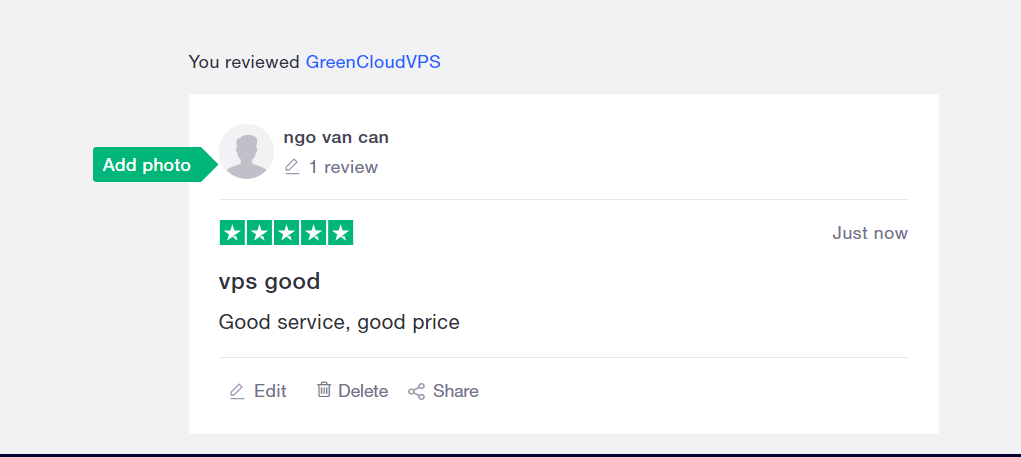 You reviewed GreenCloudVPS
ngo van can
Add photo
1 review
Just now
vps good
Good service, good price
Edit Delete Share